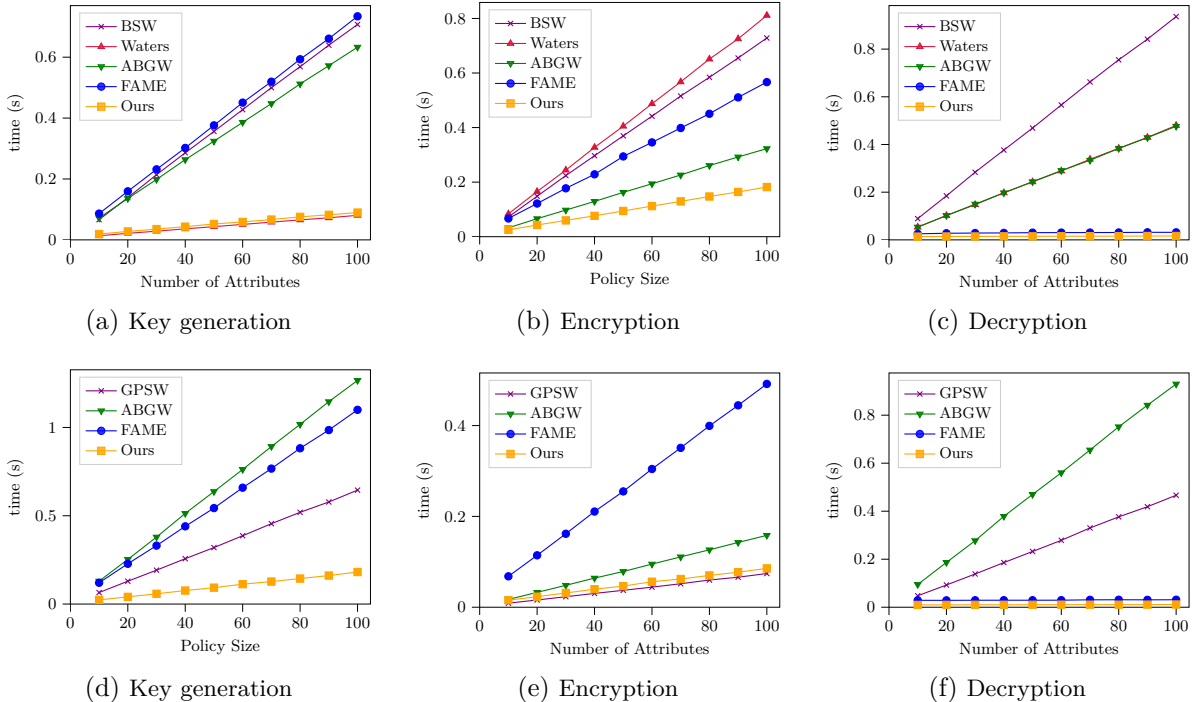 BSW
Waters
ABGW
FAME
Ours
time (s)
0
0.2
0.4
0.6
0 20 40 60 80 100
Number of Attributes
(a) Key generation
BSW
Waters
ABGW
FAME
Ours
time (s)
0
0.2
0.4
0.6
0.8
0 20 40 60 80 100
Policy Size
(b) Encryption
BSW
Waters
ABGW
FAME
Ours
time (s)
0
0.2
0.4
0.6
0.8
0 20 40 60 80 100
Number of Attributes
(c) Decryption
GPSW
ABGW
FAME
Ours
time (s)
0
0.5
1
0 20 40 60 80 100
Policy Size
(d) Key generation
GPSW
ABGW
FAME
Ours
time (s)
0
0.2
0.4
0 20 40 60 80 100
Number of Attributes
(e) Encryption
GPSW
ABGW
FAME
Ours
time (s)
0
0.2
0.4
0.6
0.8
0 20 40 60 80 100
Number of Attributes
(f) Decryption